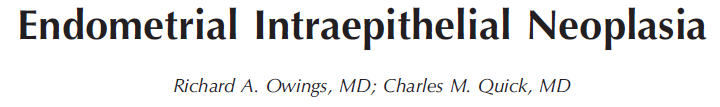 Endometrial Intraepithelial Neoplasia
Richard A. Owings, MD; Charles M. Quick, MD